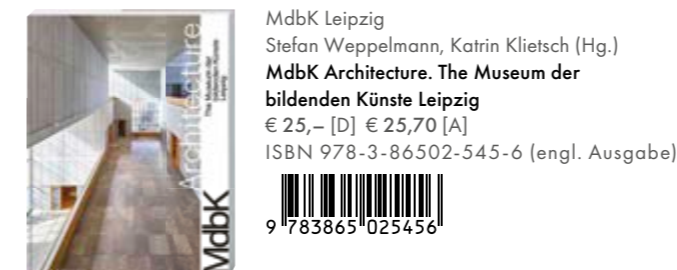 MdbK
Architecture
The Museum der
bildenden Künste
Leipzig
MdbK Leipzig
Stefan Weppelmann, Katrin Klietsch (Hg.)
MdbK Architecture. The Museum der
bildenden Künste Leipzig
€ 25,– [D] € 25,70 [A]
ISBN 978-3-86502-545-6 (engl. Ausgabe)
9 783865 025456